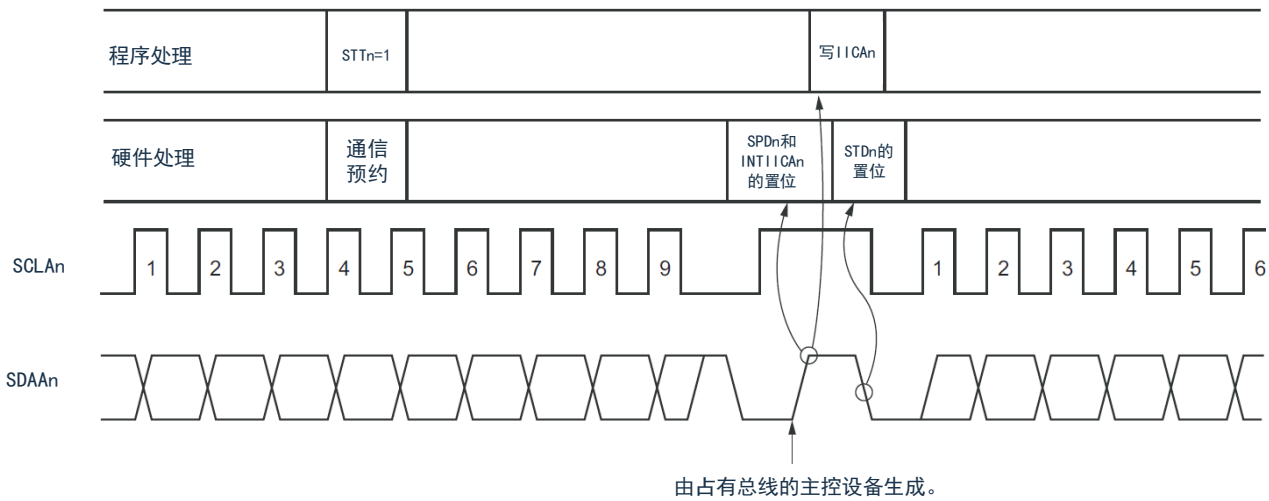 程序处理
STTn=1
写IICAn
硬件处理
通信
预约
SPDn和
INTIICAn
的置位
STDn的
置位
SCLAn
1 2 3 4 5 6 7 8 9 1 2 3 4 5 6
SDAAn
由占有总线的主控设备生成。